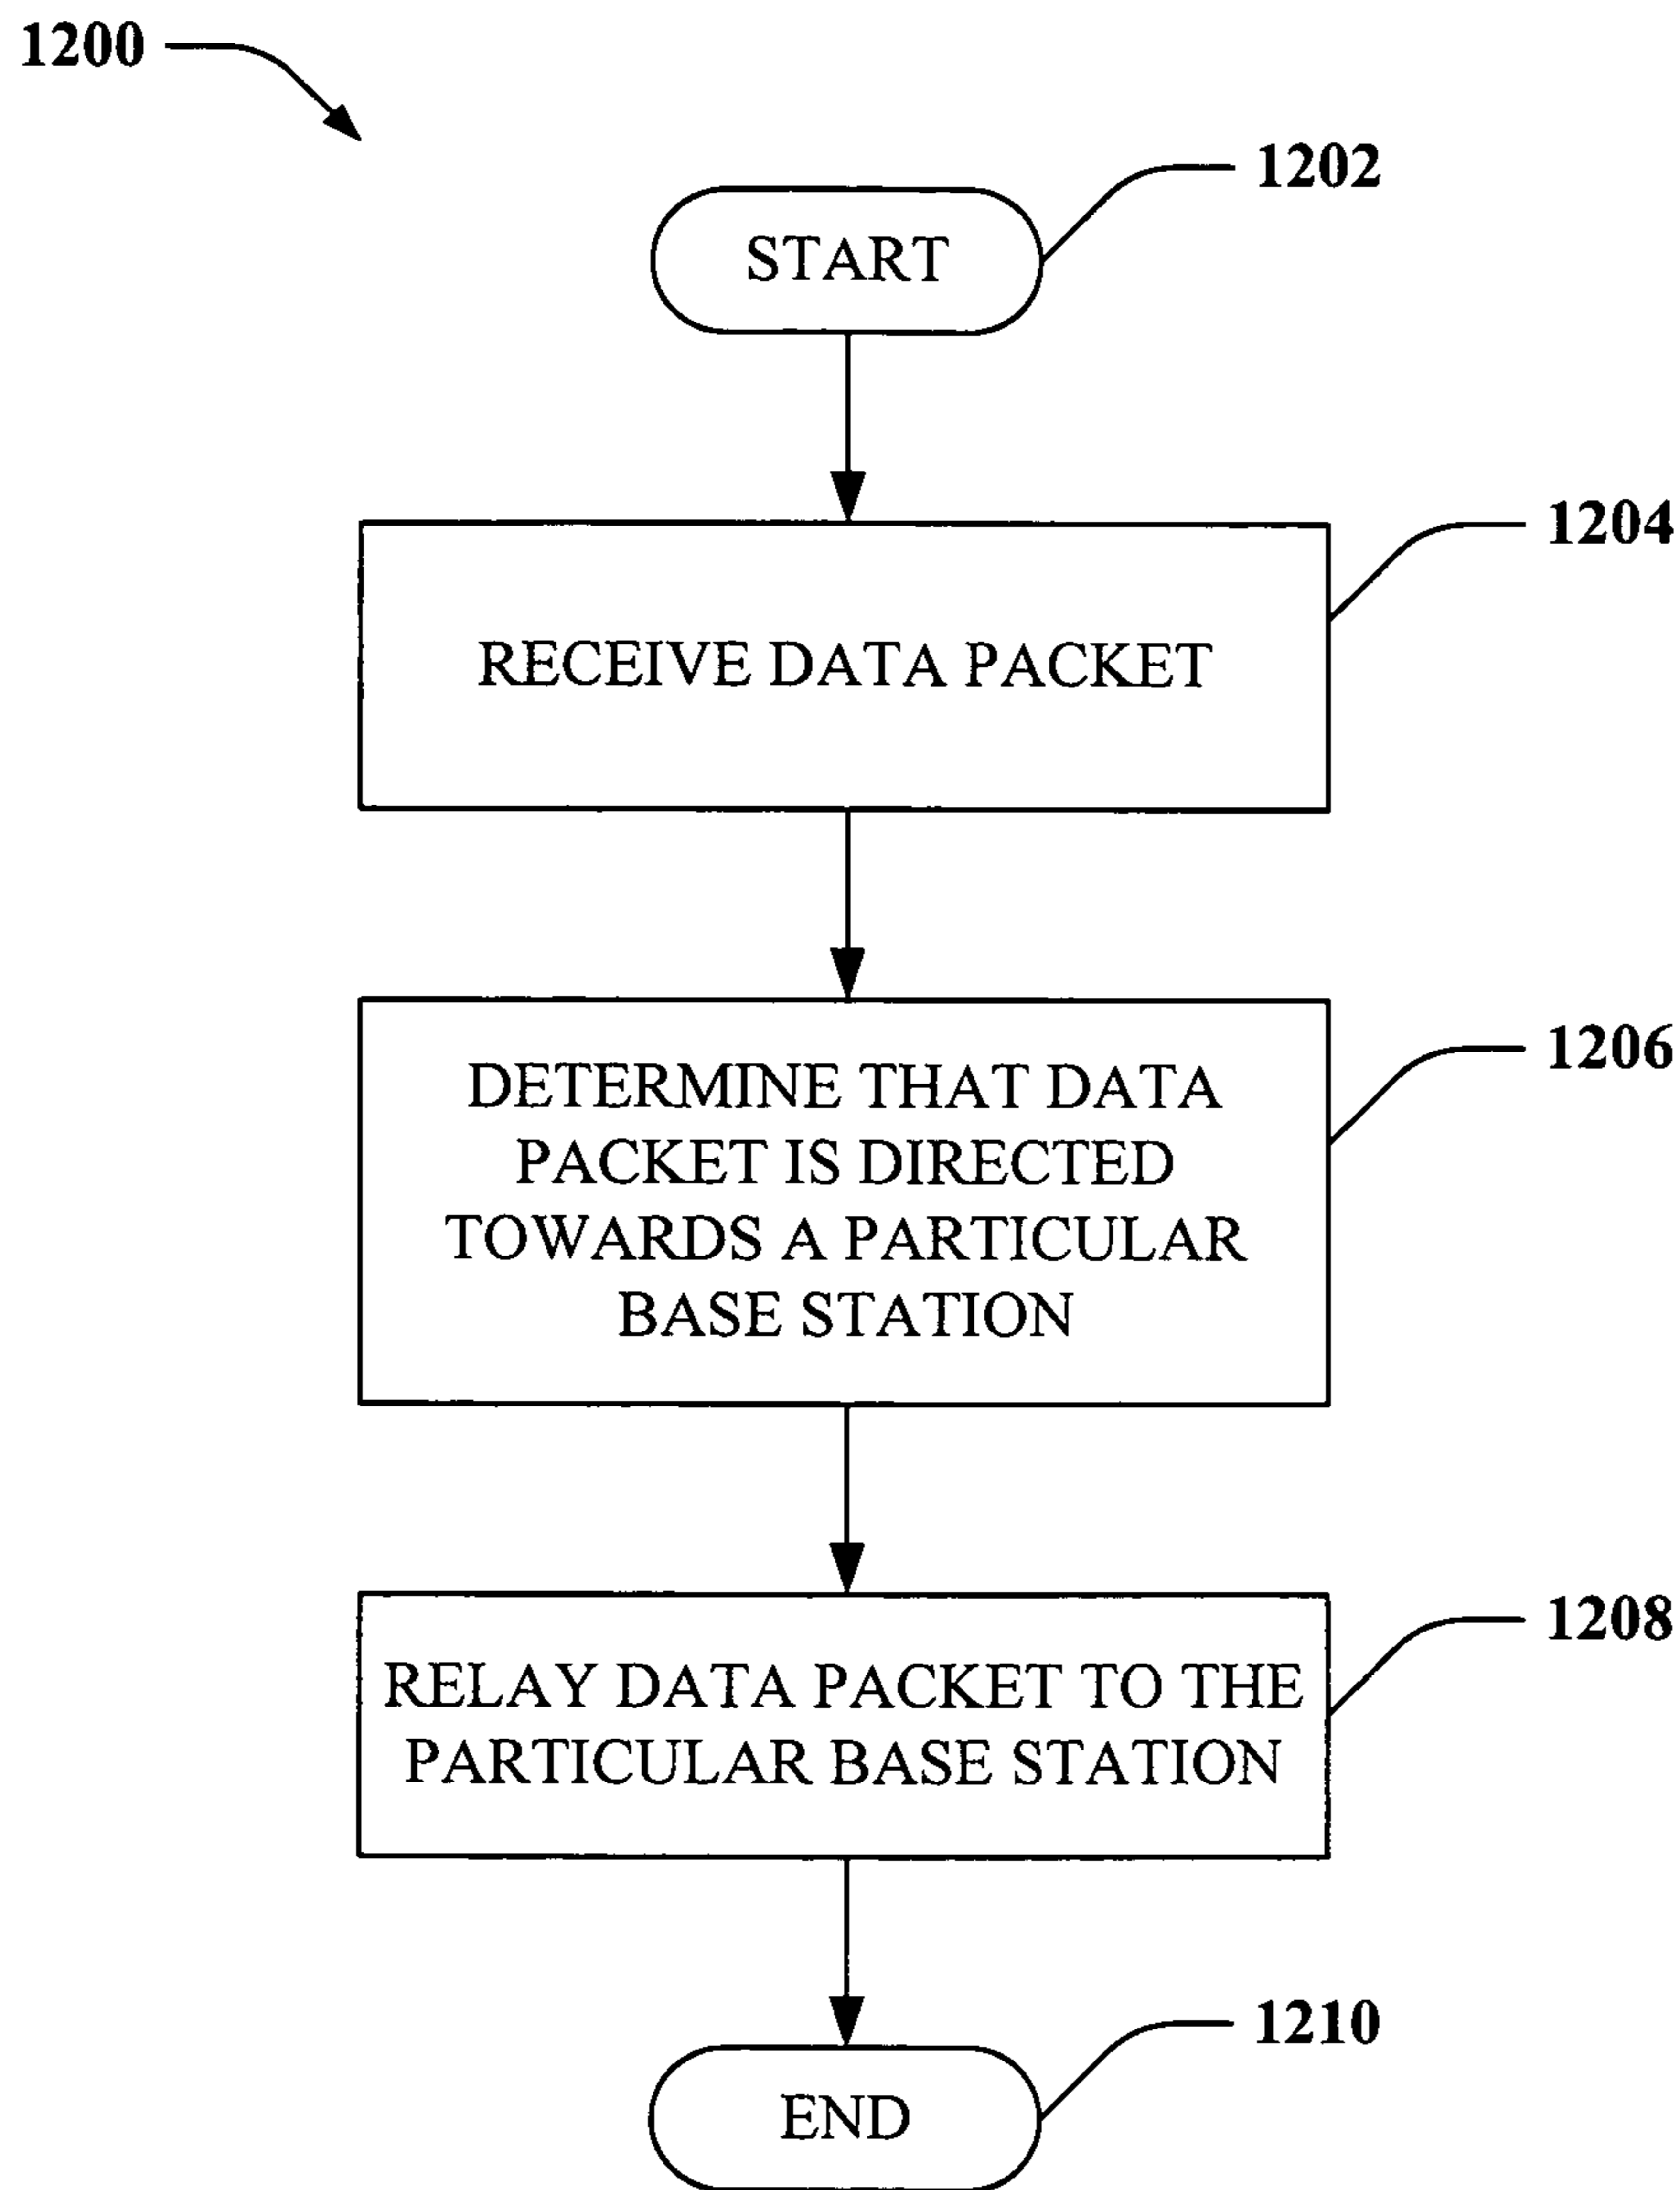 1200
1202
START
1204
RECEIVE DATA PACKET
1206
DETERMINE THAT DATA
PACKET IS DIRECTED
TOWARDS A PARTICULAR
BASE STATION
1208
RELAY DATA PACKET TO THE
PARTICULAR BASE STATION
1210
END